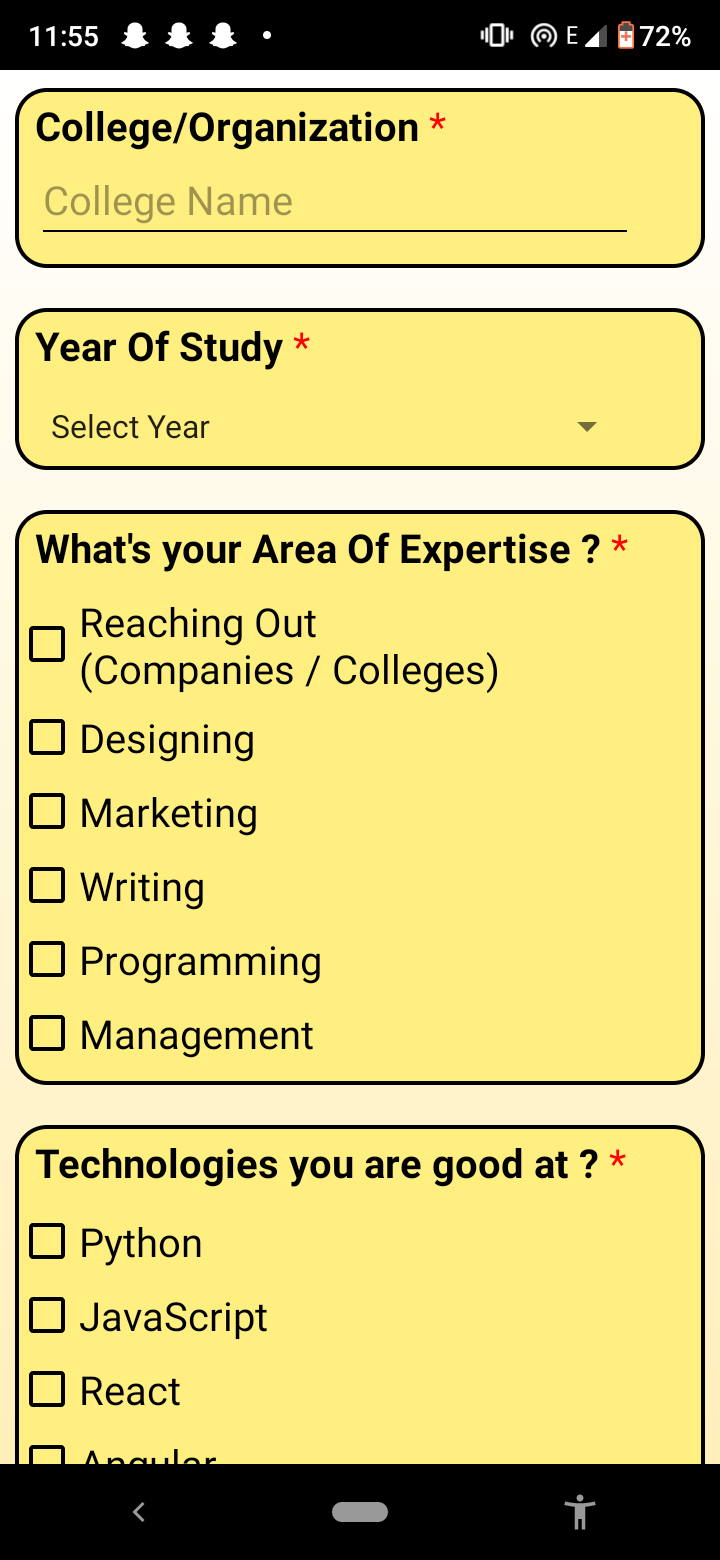 11:55 E 72%
College/Organization *
College Name
Year Of Study *
Select Year
What's your Area Of Expertise ? *
Reaching Out
(Companies / Colleges)
Designing
Marketing
Writing
Programming
Management
Technologies you are good at ? *
Python
JavaScript
React
Angular